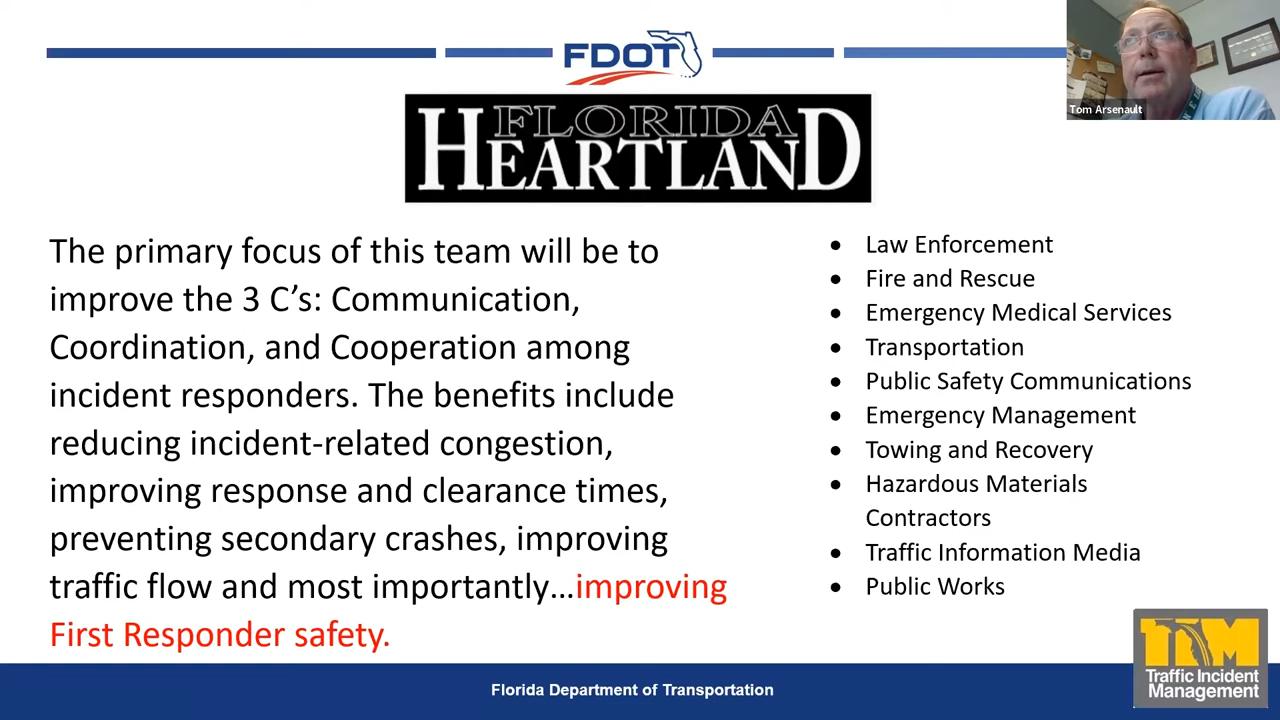 FDOT
Tom Arsenault
FLORIDA
HEARTLAND
The primary focus of this team will be to
improve the 3 C’s: Communication,
Coordination, and Cooperation among
incident responders. The benefits include
reducing incident-related congestion,
improving response and clearance times,
preventing secondary crashes, improving
traffic flow and most importantly…improving
First Responder safety.
• Law Enforcement
• Fire and Rescue
• Emergency Medical Services
• Transportation
• Public Safety Communications
• Emergency Management
• Towing and Recovery
• Hazardous Materials
Contractors
• Traffic Information Media
• Public Works
TIM
Traffic Incident
Management
Florida Department of Transportation